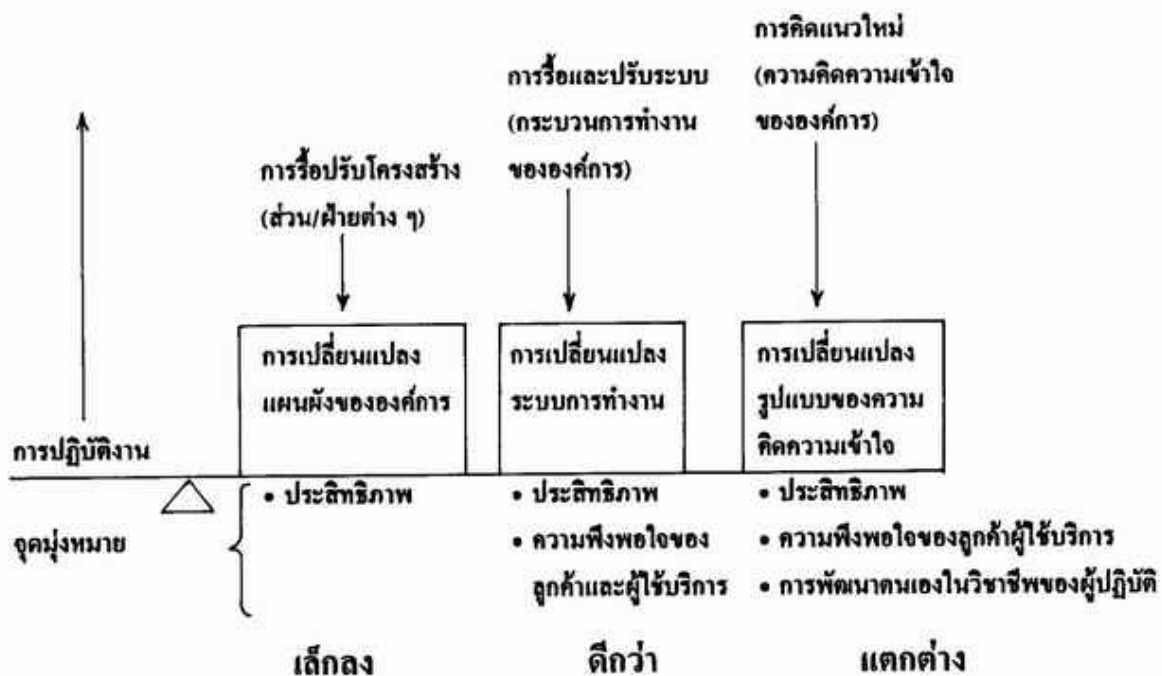 การคิดแนวใหม่
(ความคิดความเข้าใจ
ขององค์การ)
การรื้อและปรับระบบ
(กระบวนการทำงาน
ขององค์การ)
การรื้อปรับโครงสร้าง
(ส่วน/ฝ่ายต่าง ๆ)
การเปลี่ยนแปลง
แผนผังขององค์การ
การเปลี่ยนแปลง
ระบบการทำงาน
การเปลี่ยนแปลง
รูปแบบของความ
คิดความเข้าใจ
การปฏิบัติงาน
จุดมุ่งหมาย
• ประสิทธิภาพ
• ประสิทธิภาพ
• ความพึงพอใจของ
ลูกค้าและผู้ใช้บริการ
• ประสิทธิภาพ
• ความพึงพอใจของลูกค้าผู้ใช้บริการ
• การพัฒนาตนเองในวิชาชีพของผู้ปฏิบัติ
เล็กลง
ดีกว่า
แตกต่าง